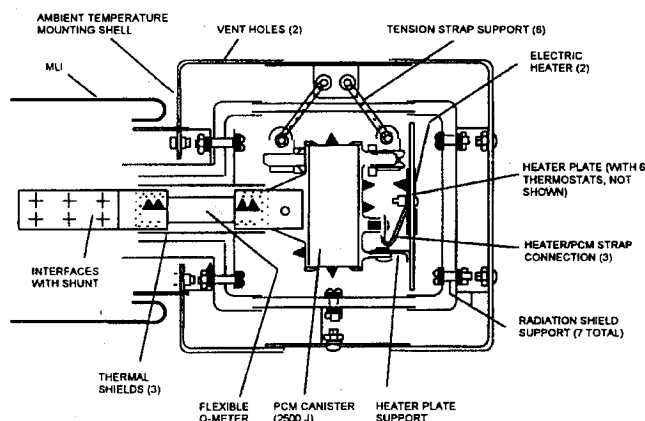 AMBIENT TEMPERATURE
MOUNTING SHELL
VENT HOLES (2)
TENSION STRAP SUPPORT (6)
ELECTRIC
HEATER (2)
MLI
HEATER PLATE (WITH 6
THERMOSTATS, NOT
SHOWN)
HEATER/PCM STRAP
CONNECTION (3)
INTERFACES
WITH SHUNT
RADIATION SHIELD
SUPPORT (7 TOTAL)
THERMAL
SHIELDS (3)
FLEXIBLE
Q-METER
PCM CANISTER
(2500 J)
HEATER PLATE
SUPPORT